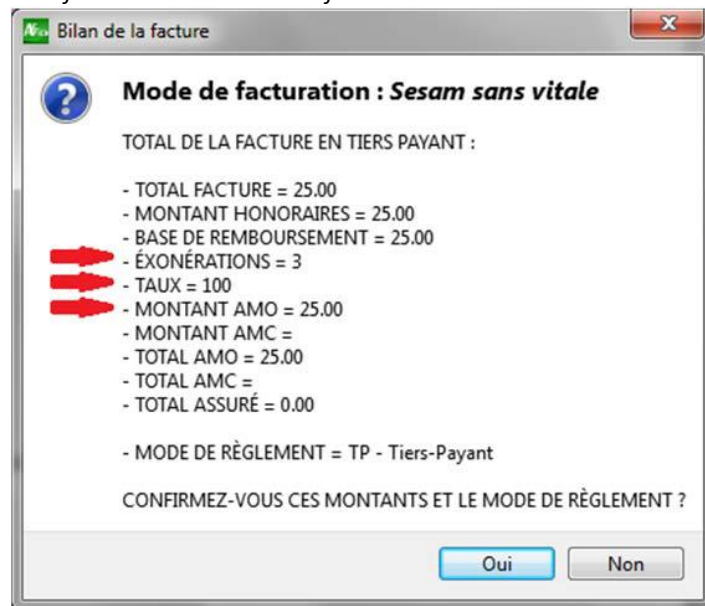 Bilan de la facture
Mode de facturation : Sesam sans vitale
TOTAL DE LA FACTURE EN TIERS PAYANT :
- TOTAL FACTURE = 25.00
- MONTANT HONORAIRES = 25.00
- BASE DE REMBOURSEMENT = 25.00
- ÉXONÉRATIONS = 3
- TAUX = 100
- MONTANT AMO = 25.00
- MONTANT AMC =
- TOTAL AMO = 25.00
- TOTAL AMC =
- TOTAL ASSURÉ = 0.00
- MODE DE RÈGLEMENT = TP - Tiers-Payant
CONFIRMEZ-VOUS CES MONTANTS ET LE MODE DE RÈGLEMENT ?
Oui Non